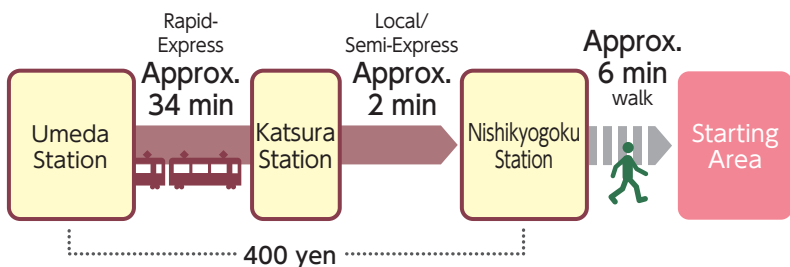 Rapid-
Express
Approx.
34 min
Local/
Semi-Express
Approx.
2 min
Approx.
6 min
walk
Umeda
Station
Katsura
Station
Nishikyogoku
Station
Starting
Area
400 yen